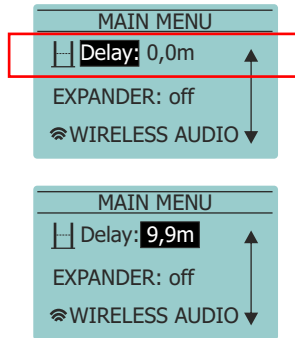 MAIN MENU
Delay: 0,0m
EXPANDER: off
WIRELESS AUDIO
MAIN MENU
Delay: 9,9m
EXPANDER: off
WIRELESS AUDIO